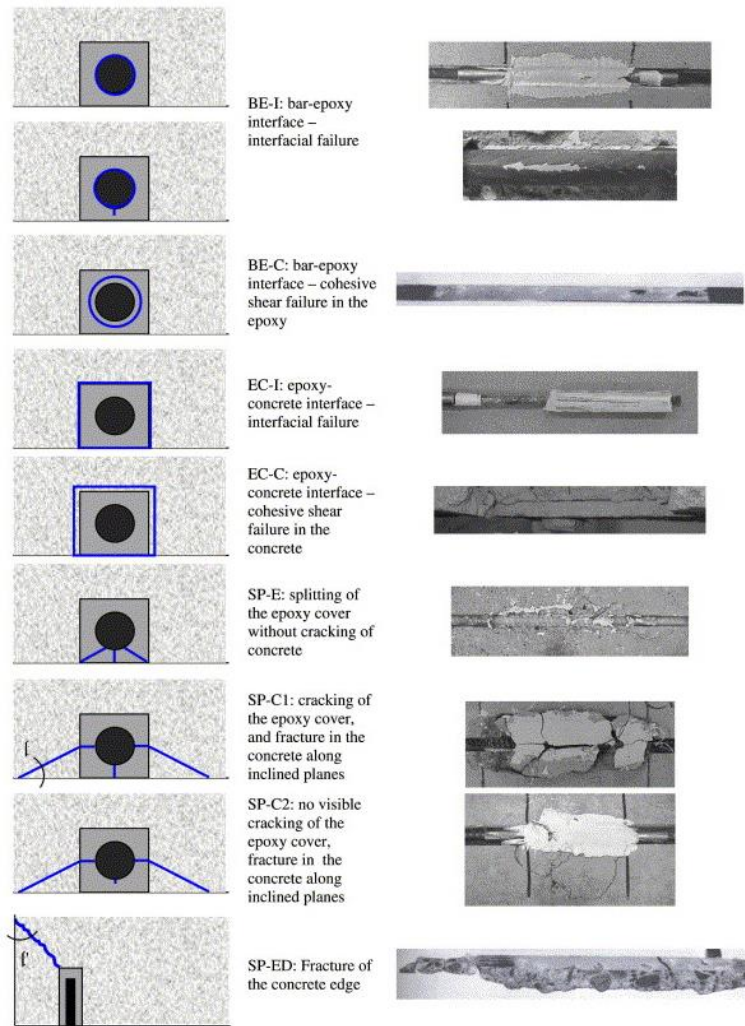 BE-I: bar-epoxy
interface –
interfacial failure
BE-C: bar-epoxy
interface – cohesive
shear failure in the
epoxy
EC-I: epoxy-
concrete interface –
interfacial failure
EC-C: epoxy-
concrete interface –
cohesive shear
failure in the
concrete
SP-E: splitting of
the epoxy cover
without cracking of
concrete
SP-C1: cracking of
the epoxy cover,
and fracture in the
concrete along
inclined planes
SP-C2: no visible
cracking of the
epoxy cover,
fracture in the
concrete along
inclined planes
SP-ED: Fracture of
the concrete edge